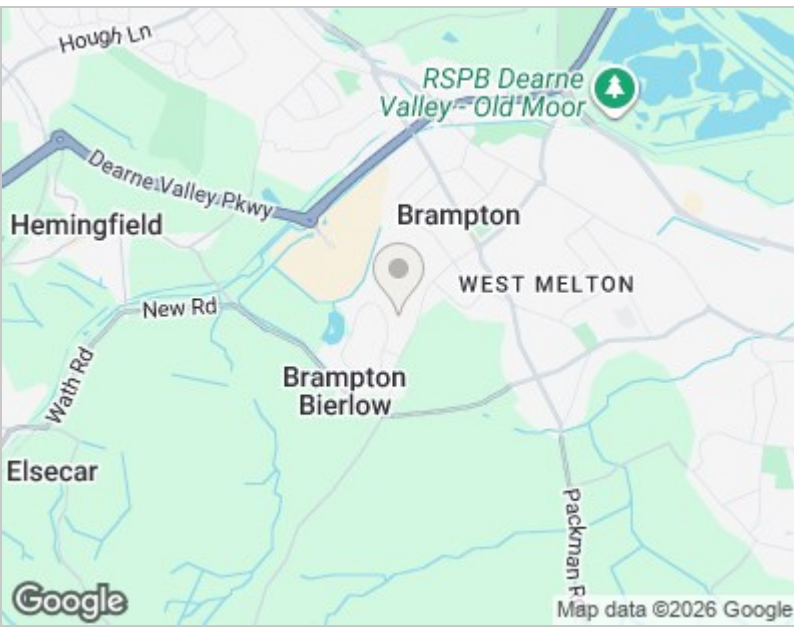 Hough Ln
RSPB Dearne
Valley - Old Moor
Dearne Valley Pkwy
Brampton
Hemingfield
WEST MELTON
New Rd
Wath Rd
Brampton
Bierlow
Elsecar
Packman R
Google
Map data ©2026 Google